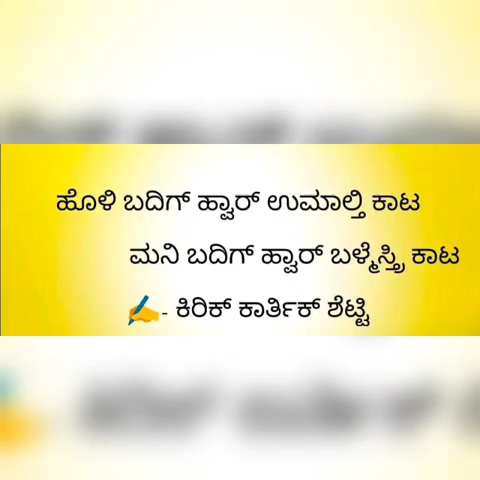 ಹೊಳಿ ಬದಿಗ್ ಹ್ವಾರ್ ಉಮಾಲ್ತಿ ಕಾಟ
ಮನಿ ಬದಿಗ್ ಹ್ವಾರ್ ಬಳ್ಮೆಸ್ತ್ರಿ ಕಾಟ
✍️- ಕಿರಿಕ್ ಕಾರ್ತಿಕ್ ಶೆಟ್ಟಿ